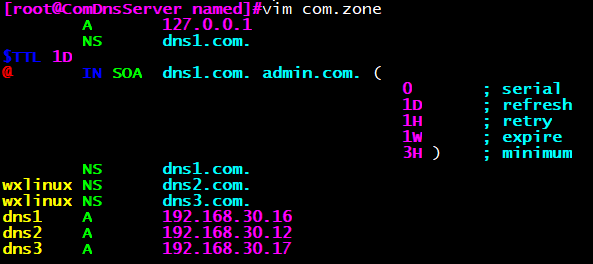 [root@ComDnsServer named]#vim com.zone
A 127.0.0.1
NS dns1.com.
$TTL 1D
@ IN SOA dns1.com. admin.com. (
0 ; serial
1D ; refresh
1H ; retry
1W ; expire
3H ) ; minimum
NS dns1.com.
wxlinux NS dns2.com.
wxlinux NS dns3.com.
dns1 A 192.168.30.16
dns2 A 192.168.30.12
dns3 A 192.168.30.17